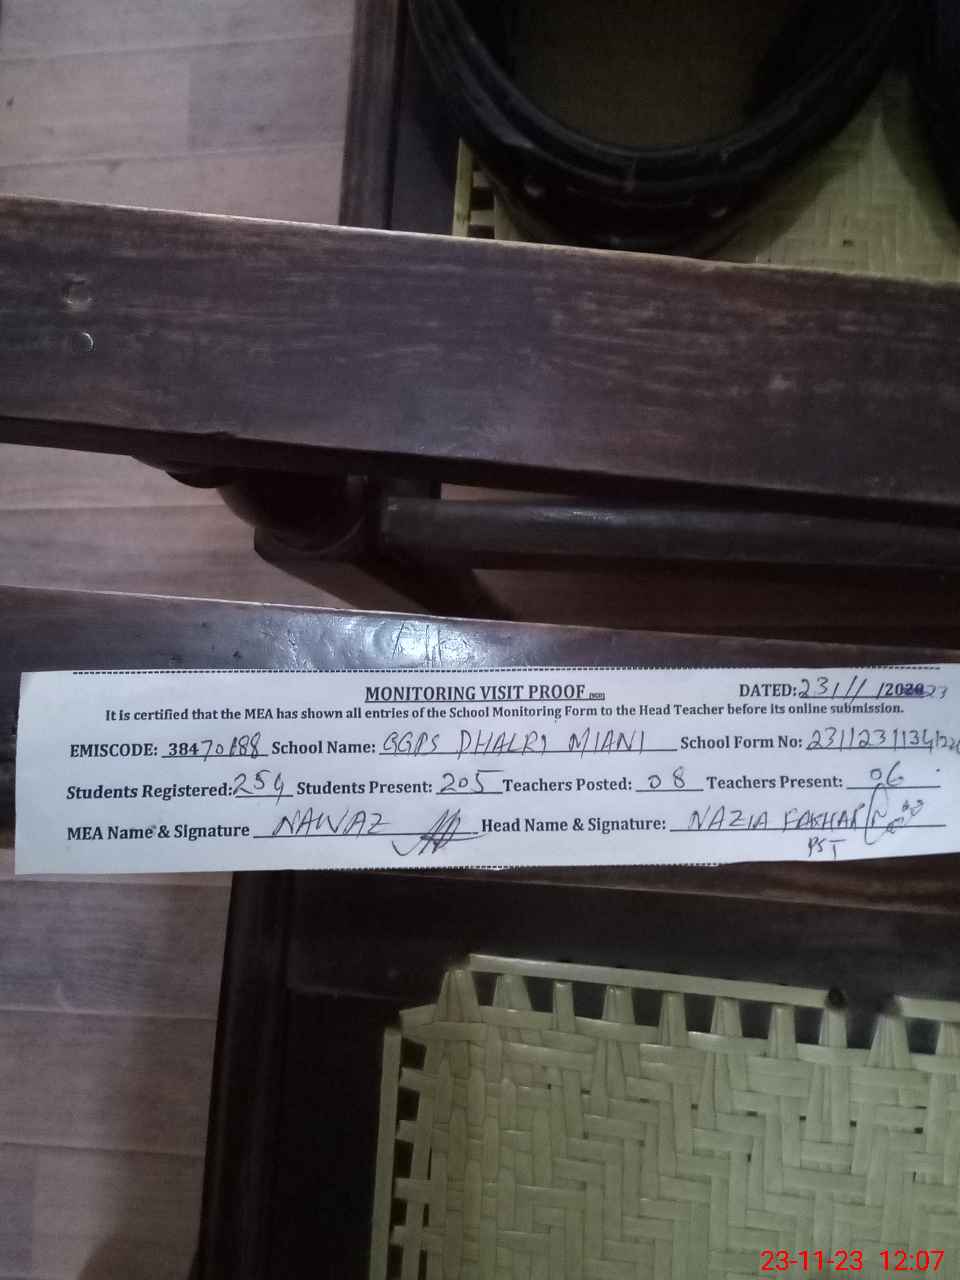 MONITORING VISIT PROOF DATED: 23/11/2023
It is certified that the MEA has shown all entries of the School Monitoring Form to the Head Teacher before its online submission.
EMISCODE: 38470188 School Name: GGPS DHALRI MIANI School Form No:
Students Registered: 254 Students Present: 205 Teachers Posted: 08 Teachers Present: 06
MEA Name & Signature NAWAZ Head Name & Signature: NAZIA FAKHAR
PST
23-11-23 12:07